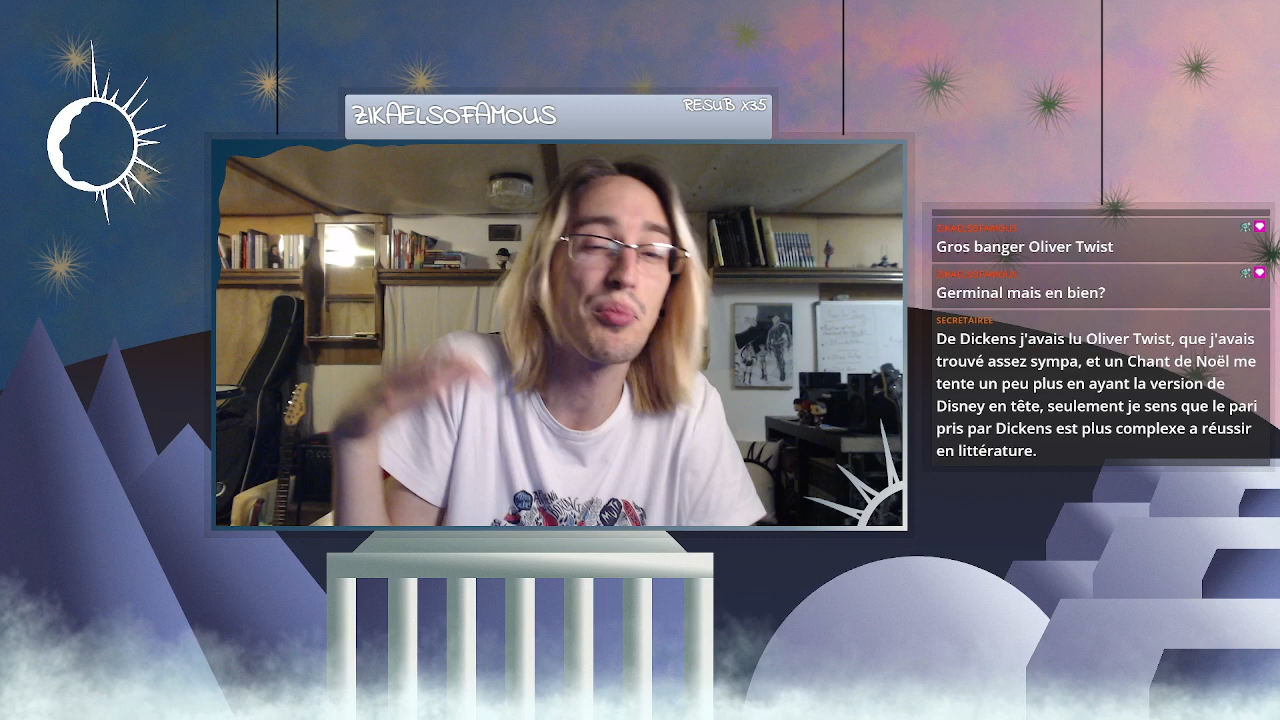 ZIKAELSOFAMOUS
RESUB X35
ZIKAELSOFAMOUS
Gros banger Oliver Twist
ZIKAELSOFAMOUS
Germinal mais en bien?
SECRETAIREE
De Dickens j'avais lu Oliver Twist, que j'avais
trouvé assez sympa, et un Chant de Noël me
tente un peu plus en ayant la version de
Disney en tête, seulement je sens que le pari
pris par Dickens est plus complexe a réussir
en littérature.